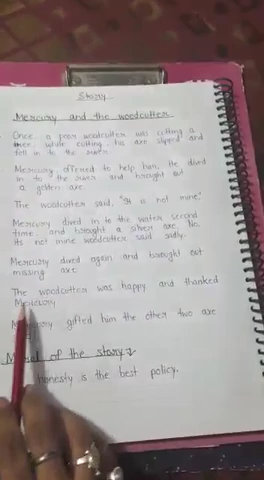 Story
Mercury and the woodcutter
Once a poor woodcutter was cutting a
tree, while cutting his axe slipped and
fell in to the river
Mercury offered to help him. He dived
in to the river and brought out
a golden axe.
The woodcutter said, "It is not mine."
Mercury dived in to the water second
time, and brought a silver axe. No,
its not mine woodcutter said sadly.
Mercury dived again and brought out
missing axe
The woodcutter was happy and thanked
Mercury
gifted him the other two axe
of the story
honesty is the best policy.